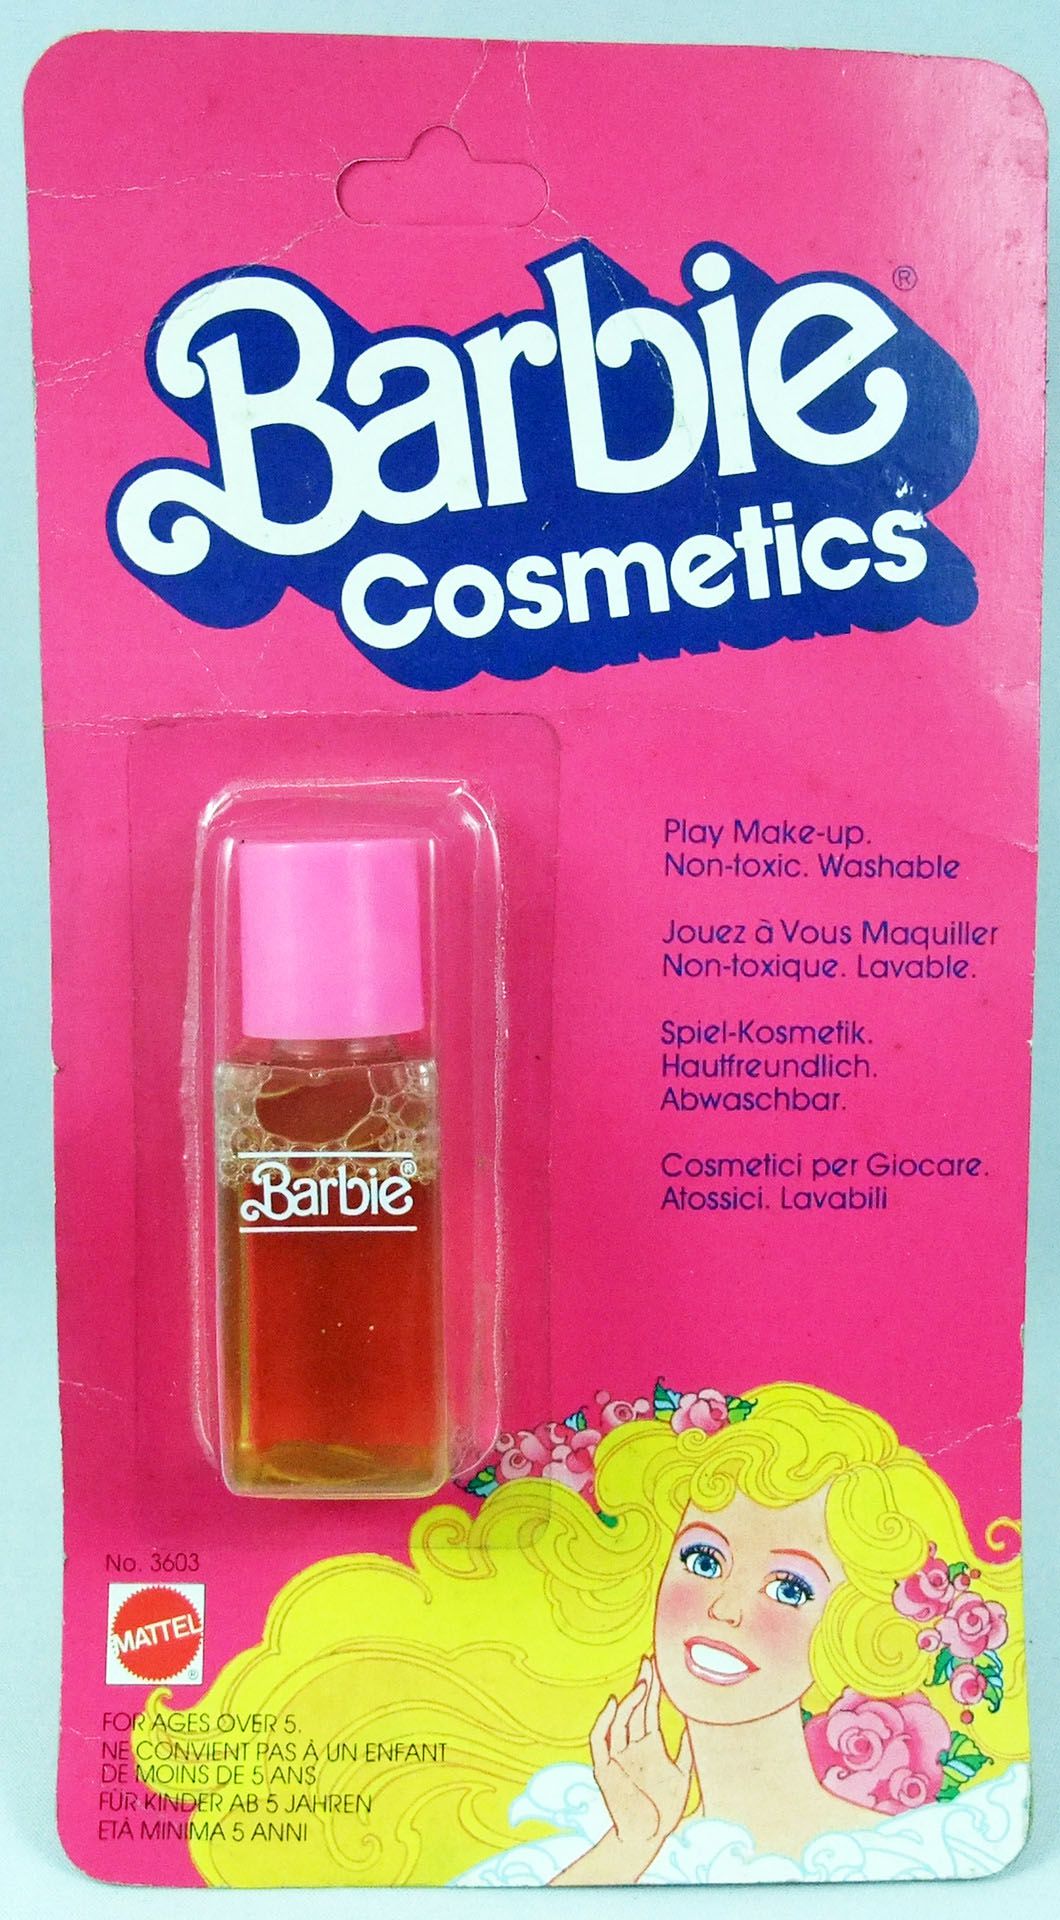 Barbie®
Cosmetics
Play Make-up.
Non-toxic. Washable
Jouez à Vous Maquiller
Non-toxique. Lavable.
Spiel-Kosmetik.
Hautfreundlich.
Abwaschbar.
Cosmetici per Giocare.
Atossici. Lavabili
Barbie®
No. 3603
MATTEL
®
FOR AGES OVER 5.
NE CONVIENT PAS À UN ENFANT
DE MOINS DE 5 ANS
FÜR KINDER AB 5 JAHREN
ETÀ MINIMA 5 ANNI